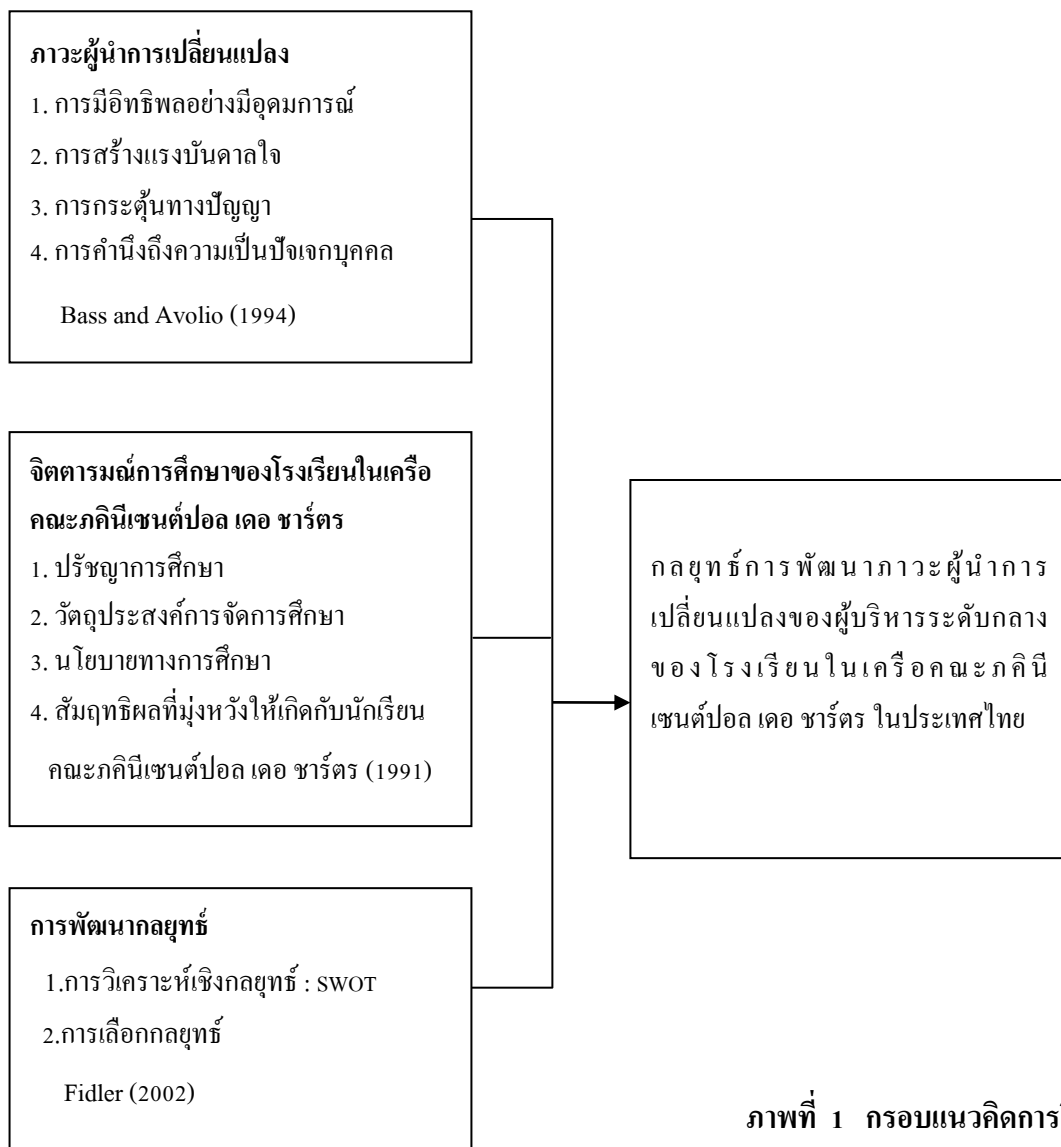 ภาวะผู้นำการเปลี่ยนแปลง
1. การมีอิทธิพลอย่างมีอุดมการณ์
2. การสร้างแรงบันดาลใจ
3. การกระตุ้นทางปัญญา
4. การคำนึงถึงความเป็นปัจเจกบุคคล
Bass and Avolio (1994)
จิตตารมณ์การศึกษาของโรงเรียนในเครือ
คณะภคินีเซนต์ปอล เดอ ชาร์ตร
1. ปรัชญาการศึกษา
2. วัตถุประสงค์การจัดการศึกษา
3. นโยบายทางการศึกษา
4. สัมฤทธิผลที่มุ่งหวังให้เกิดกับนักเรียน
คณะภคินีเซนต์ปอล เดอ ชาร์ตร (1991)
การพัฒนากลยุทธ์
1.การวิเคราะห์เชิงกลยุทธ์ : SWOT
2.การเลือกกลยุทธ์
Fidler (2002)
กลยุทธ์การพัฒนาภาวะผู้นำการ
เปลี่ยนแปลงของผู้บริหารระดับกลาง
ของโรงเรียนในเครือคณะภคินี
เซนต์ปอล เดอ ชาร์ตร ในประเทศไทย
ภาพที่ 1 กรอบแนวคิดการ